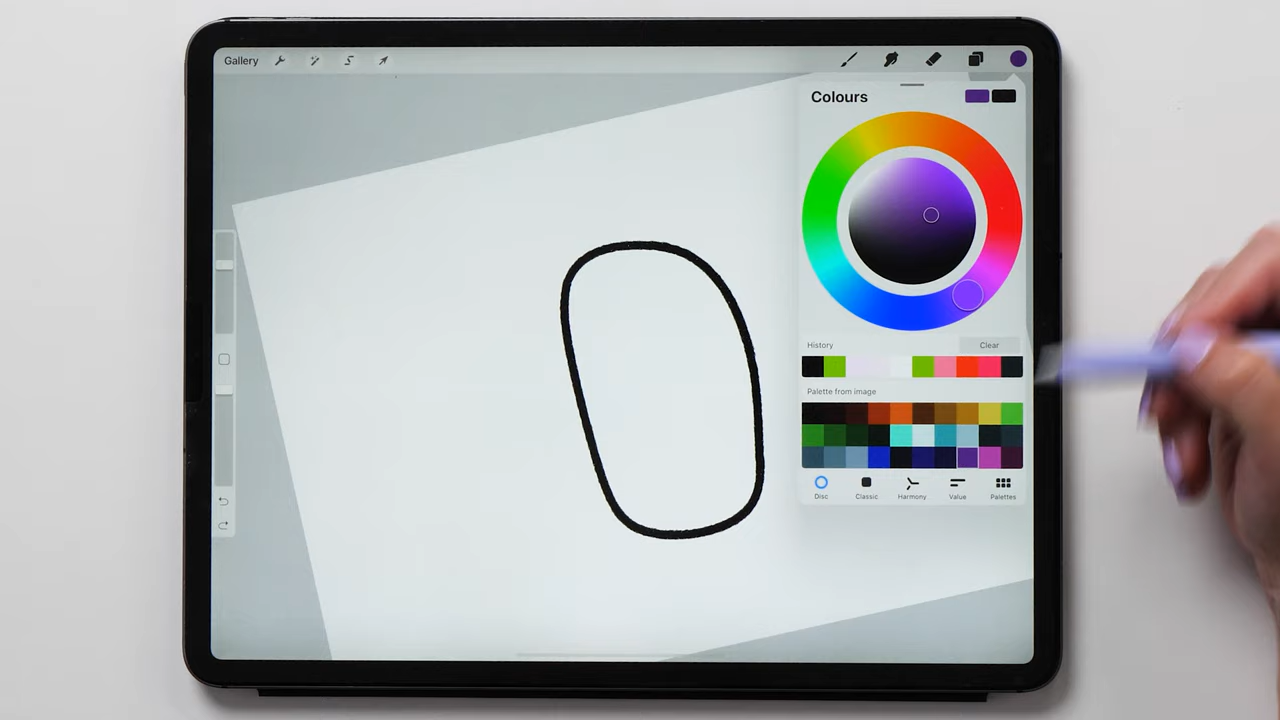 Gallery
Colours
History
Clear
Palette from image
Disc
Classic
Harmony
Value
Palettes